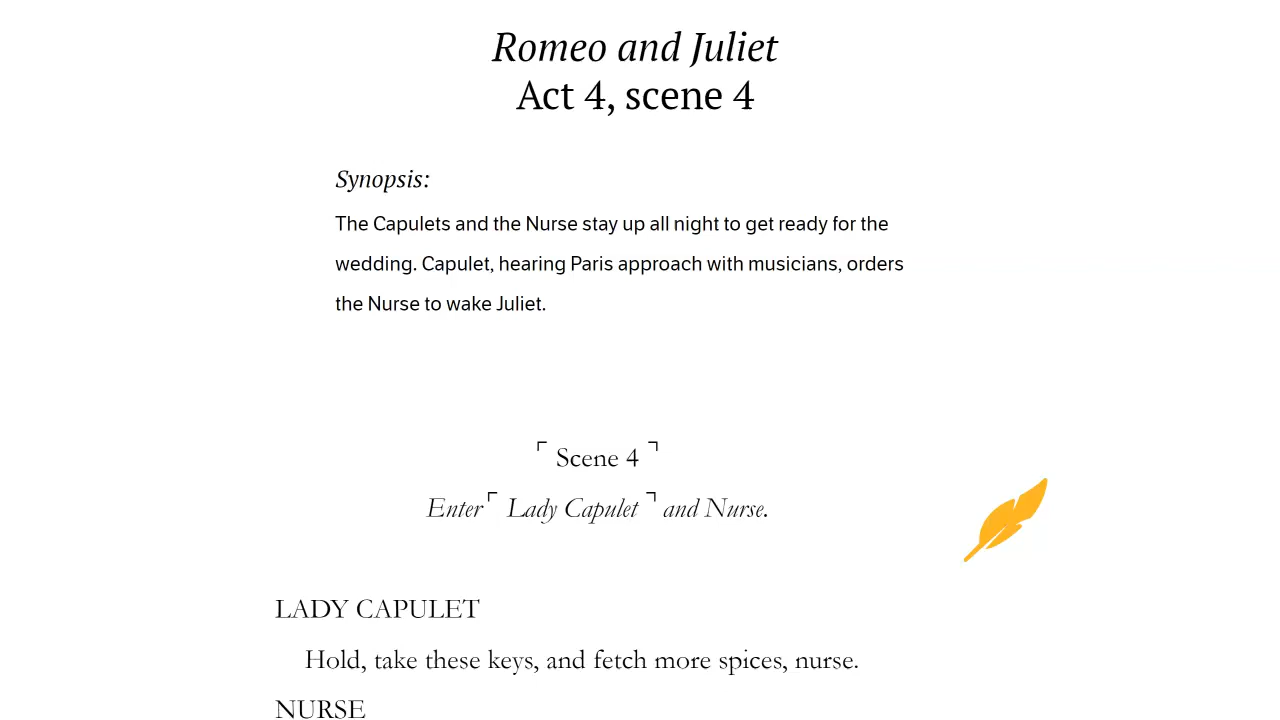 Romeo and Juliet
Act 4, scene 4
Synopsis:
The Capulets and the Nurse stay up all night to get ready for the
wedding. Capulet, hearing Paris approach with musicians, orders
the Nurse to wake Juliet.
⌜ Scene 4 ⌝
Enter ⌜ Lady Capulet ⌝ and Nurse.
LADY CAPULET
Hold, take these keys, and fetch more spices, nurse.
NURSE